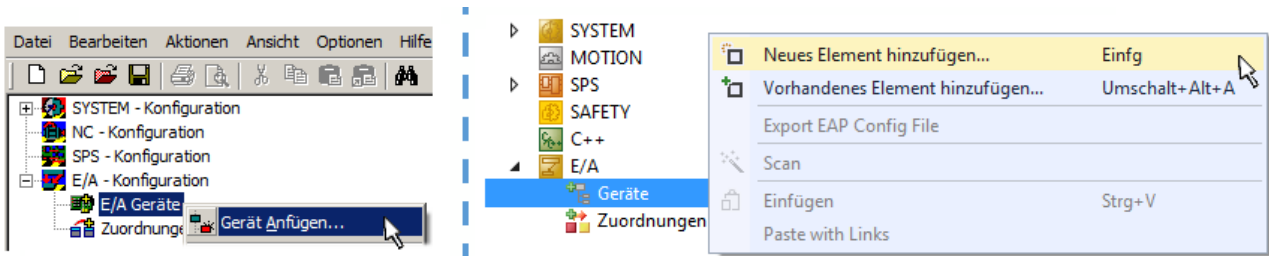 Datei Bearbeiten Aktionen Ansicht Optionen Hilfe
SYSTEM - Konfiguration
NC - Konfiguration
SPS - Konfiguration
E/A - Konfiguration
E/A Geräte
Gerät Anfügen...
Zuordnunge
SYSTEM
MOTION
SPS
SAFETY
C++
E/A
Geräte
Zuordnungen
Neues Element hinzufügen... Einfg
Vorhandenes Element hinzufügen... Umschalt+Alt+A
Export EAP Config File
Scan
Einfügen Strg+V
Paste with Links